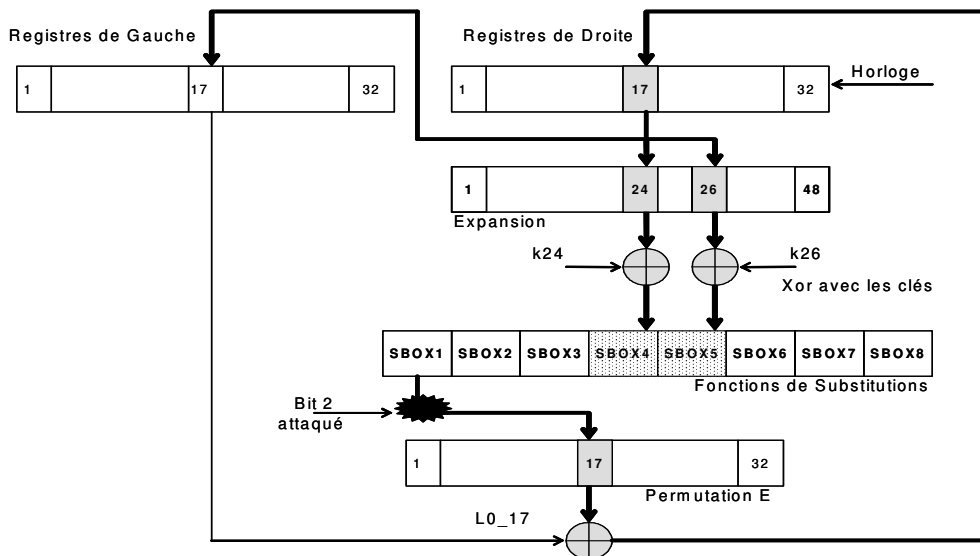 Registres de Gauche
Registres de Droite
1 17 32
1 17 32
Horloge
1 24 26 48
Expansion
k24
k26
Xor avec les clés
SBOX1 SBOX2 SBOX3 SBOX4 SBOX5 SBOX6 SBOX7 SBOX8
Fonctions de Substitutions
Bit 2
attaqué
1 17 32
Permutation E
L0_17